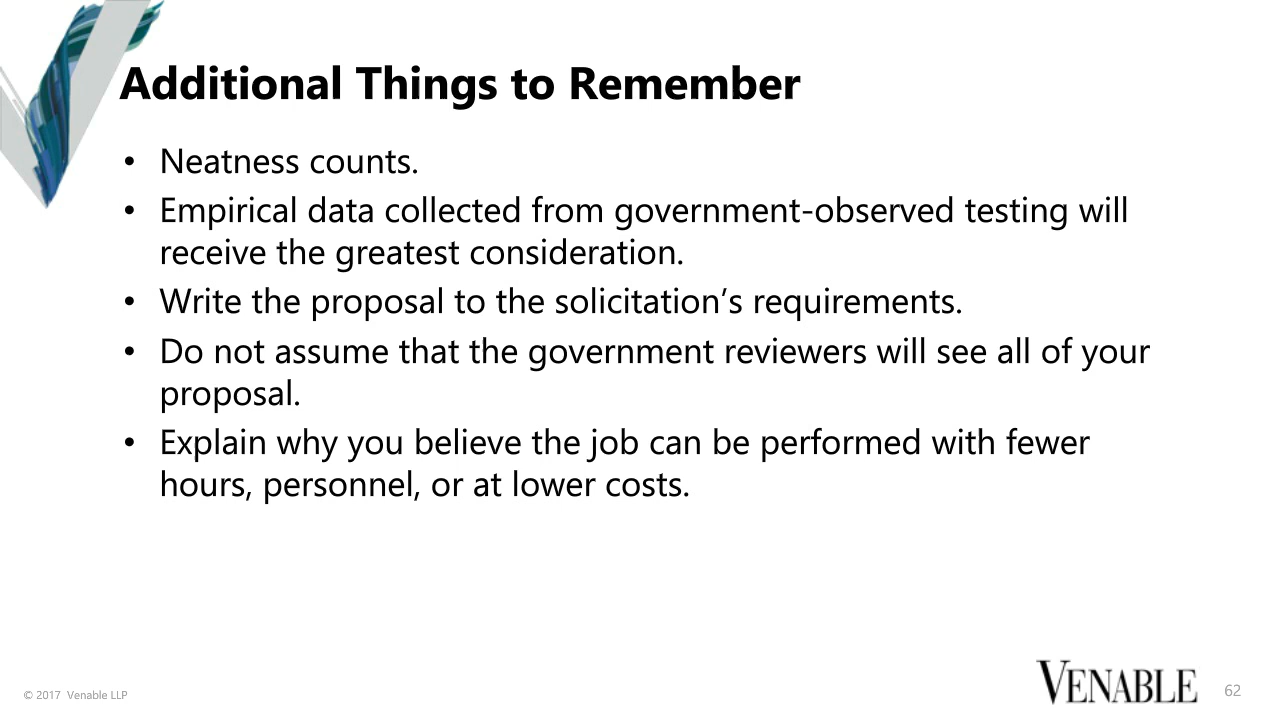 Additional Things to Remember
• Neatness counts.
• Empirical data collected from government-observed testing will
receive the greatest consideration.
• Write the proposal to the solicitation’s requirements.
• Do not assume that the government reviewers will see all of your
proposal.
• Explain why you believe the job can be performed with fewer
hours, personnel, or at lower costs.
© 2017 Venable LLP
VENABLE
62